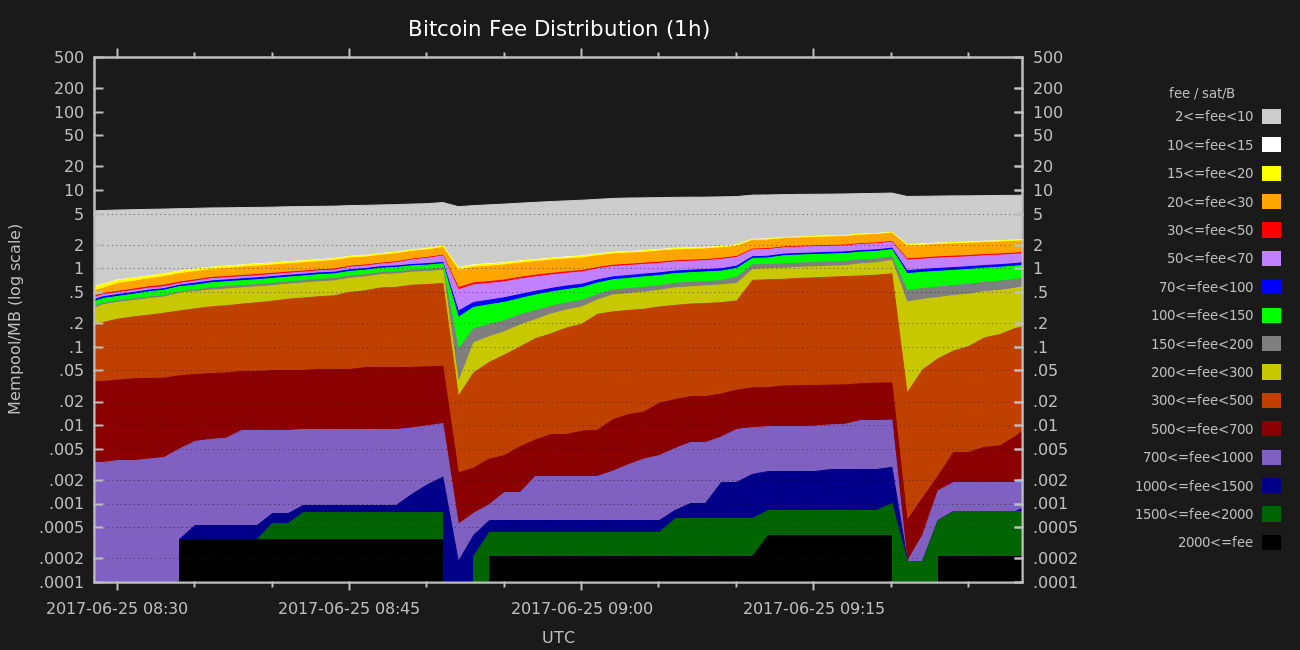 Bitcoin Fee Distribution (1h)
Mempool/MB (log scale)
500
200
100
50
20
10
5
2
1
.5
.2
.1
.05
.02
.01
.005
.002
.001
.0005
.0002
.0001
500
200
100
50
20
10
5
2
1
.5
.2
.1
.05
.02
.01
.005
.002
.001
.0005
.0002
.0001
2017-06-25 08:30
2017-06-25 08:45
2017-06-25 09:00
2017-06-25 09:15
UTC
fee / sat/B
2<=fee<10
10<=fee<15
15<=fee<20
20<=fee<30
30<=fee<50
50<=fee<70
70<=fee<100
100<=fee<150
150<=fee<200
200<=fee<300
300<=fee<500
500<=fee<700
700<=fee<1000
1000<=fee<1500
1500<=fee<2000
2000<=fee